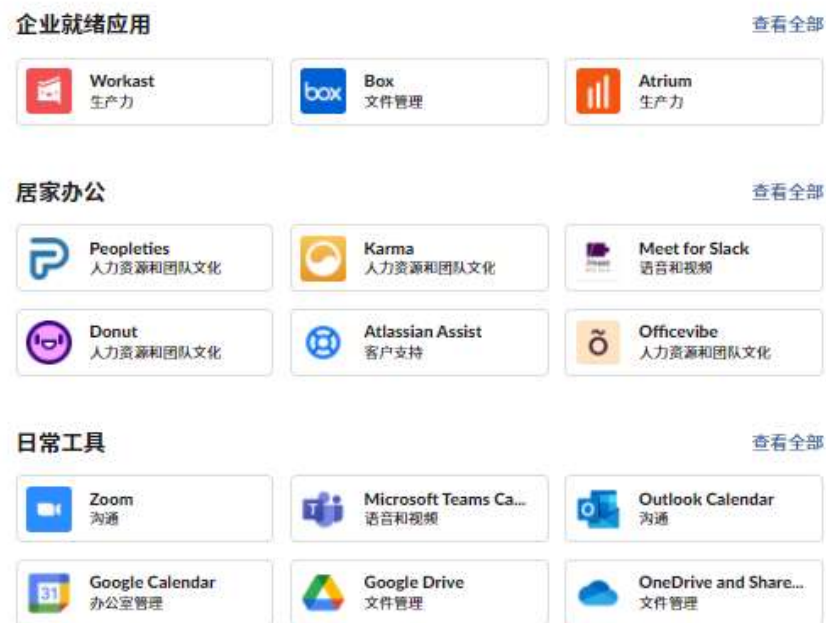 企业就绪应用 查看全部
Workast Box Atrium
生产力 文件管理 生产力
居家办公 查看全部
Peopleties Karma Meet for Slack
人力资源和团队文化 人力资源和团队文化 语音和视频
Donut Atlassian Assist Officevibe
人力资源和团队文化 客户支持 人力资源和团队文化
日常工具 查看全部
Zoom Microsoft Teams Ca... Outlook Calendar
沟通 语音和视频 沟通
Google Calendar Google Drive OneDrive and Share...
办公室管理 文件管理 文件管理